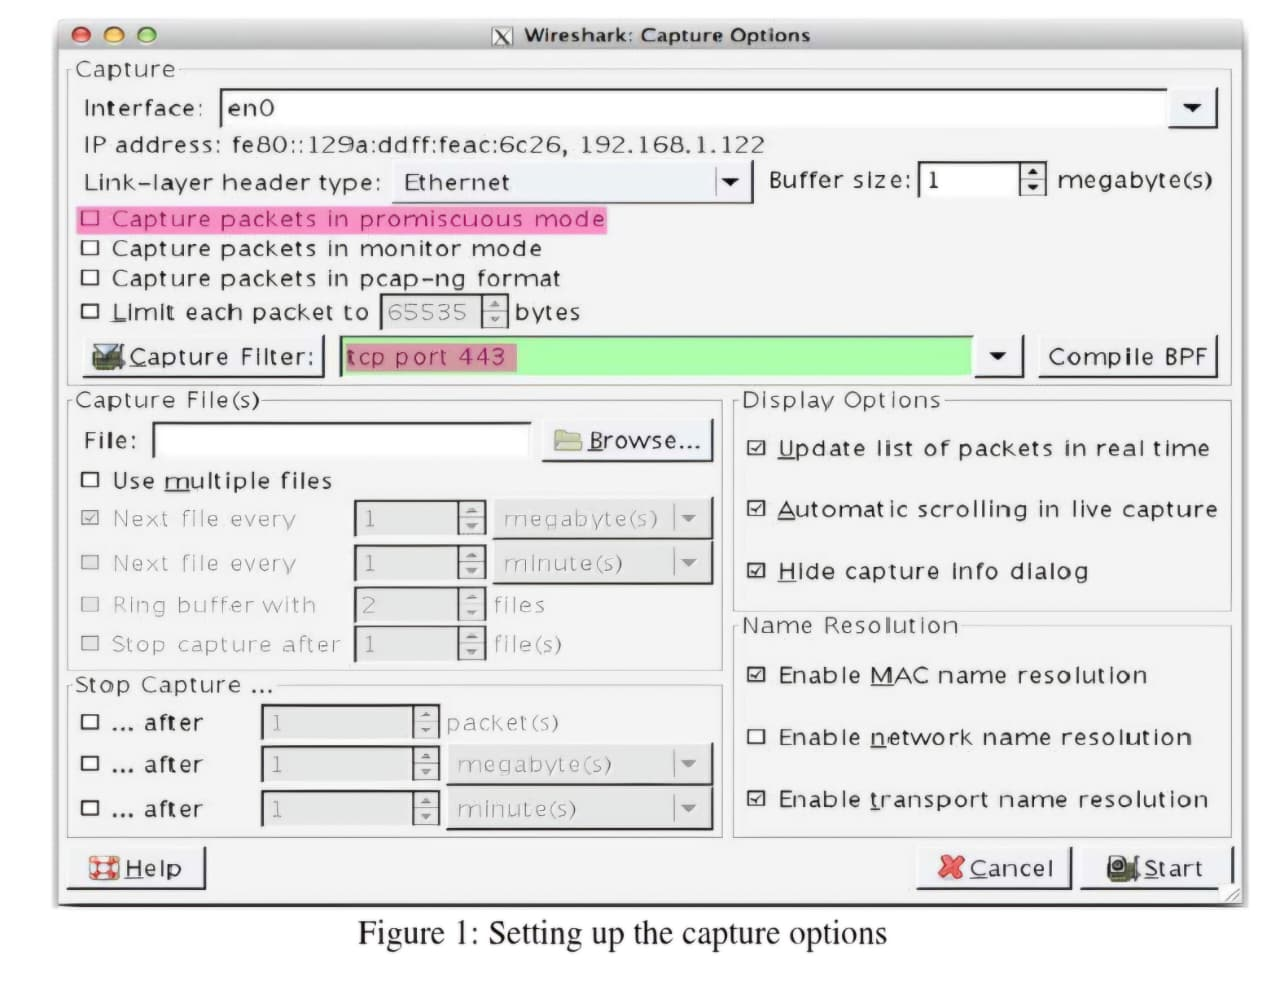 Wireshark: Capture Options
Capture
Interface: en0
IP address: fe80::129a:ddff:feac:6c26, 192.168.1.122
Link-layer header type: Ethernet Buffer size: 1 megabyte(s)
Capture packets in promiscuous mode
Capture packets in monitor mode
Capture packets in pcap-ng format
Limit each packet to 65535 bytes
Capture Filter: tcp port 443 Compile BPF
Capture File(s)
File: Browse...
Use multiple files
Next file every 1 megabyte(s)
Next file every 1 minute(s)
Ring buffer with 2 files
Stop capture after 1 file(s)
Stop Capture ...
... after 1 packet(s)
... after 1 megabyte(s)
... after 1 minute(s)
Display Options
Update list of packets in real time
Automatic scrolling in live capture
Hide capture info dialog
Name Resolution
Enable MAC name resolution
Enable network name resolution
Enable transport name resolution
Help Cancel Start
Figure 1: Setting up the capture options